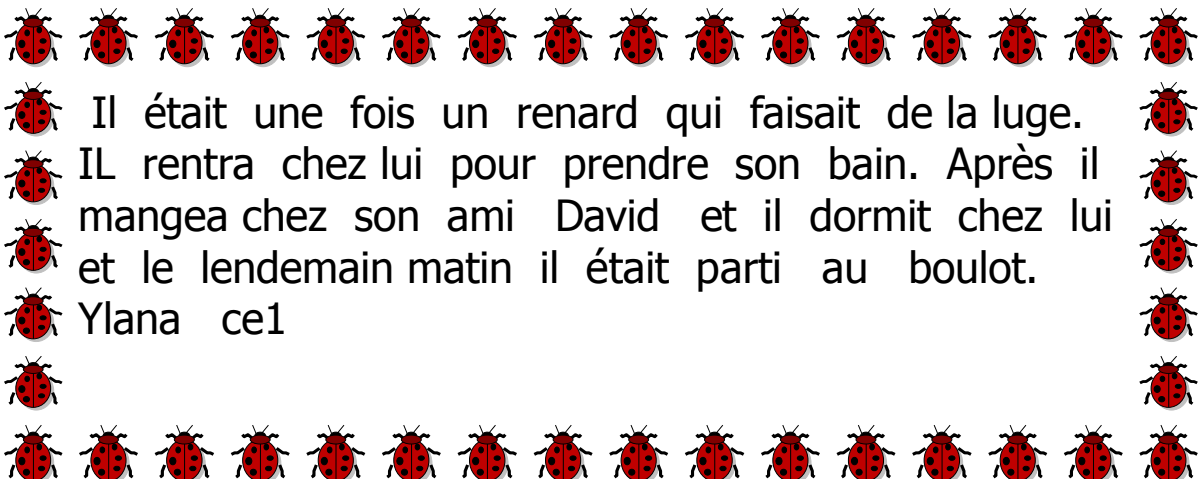 Il était une fois un renard qui faisait de la luge.
IL rentra chez lui pour prendre son bain. Après il
mangea chez son ami David et il dormit chez lui
et le lendemain matin il était parti au boulot.
Ylana ce1